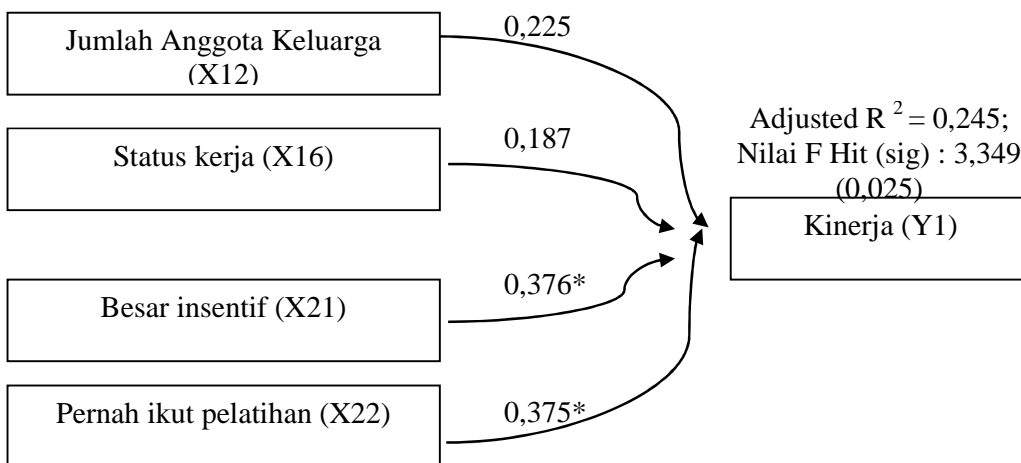 Jumlah Anggota Keluarga
(X12)
0,225
Status kerja (X16)
0,187
Besar insentif (X21)
0,376*
Pernah ikut pelatihan (X22)
0,375*
Adjusted R ² = 0,245;
Nilai F Hit (sig) : 3,349
(0,025)
Kinerja (Y1)